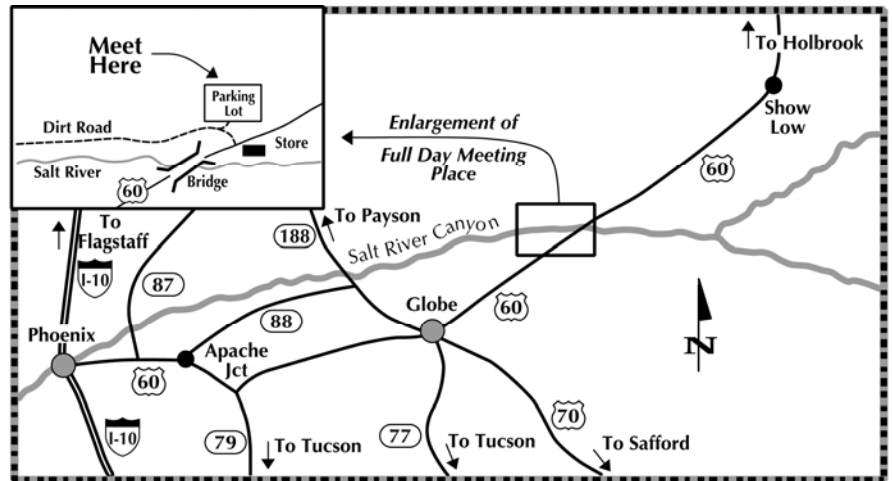 Meet
Here
Parking
Lot
Dirt Road
Store
Salt River
Bridge
60
To Holbrook
Show
Low
Enlargement of
Full Day Meeting
Place
60
To
Flagstaff
I-10
87
188
To Payson
Salt River Canyon
Globe
60
88
Phoenix
Apache
Jct
60
N
I-10
79
To Tucson
77
To Tucson
70
To Safford